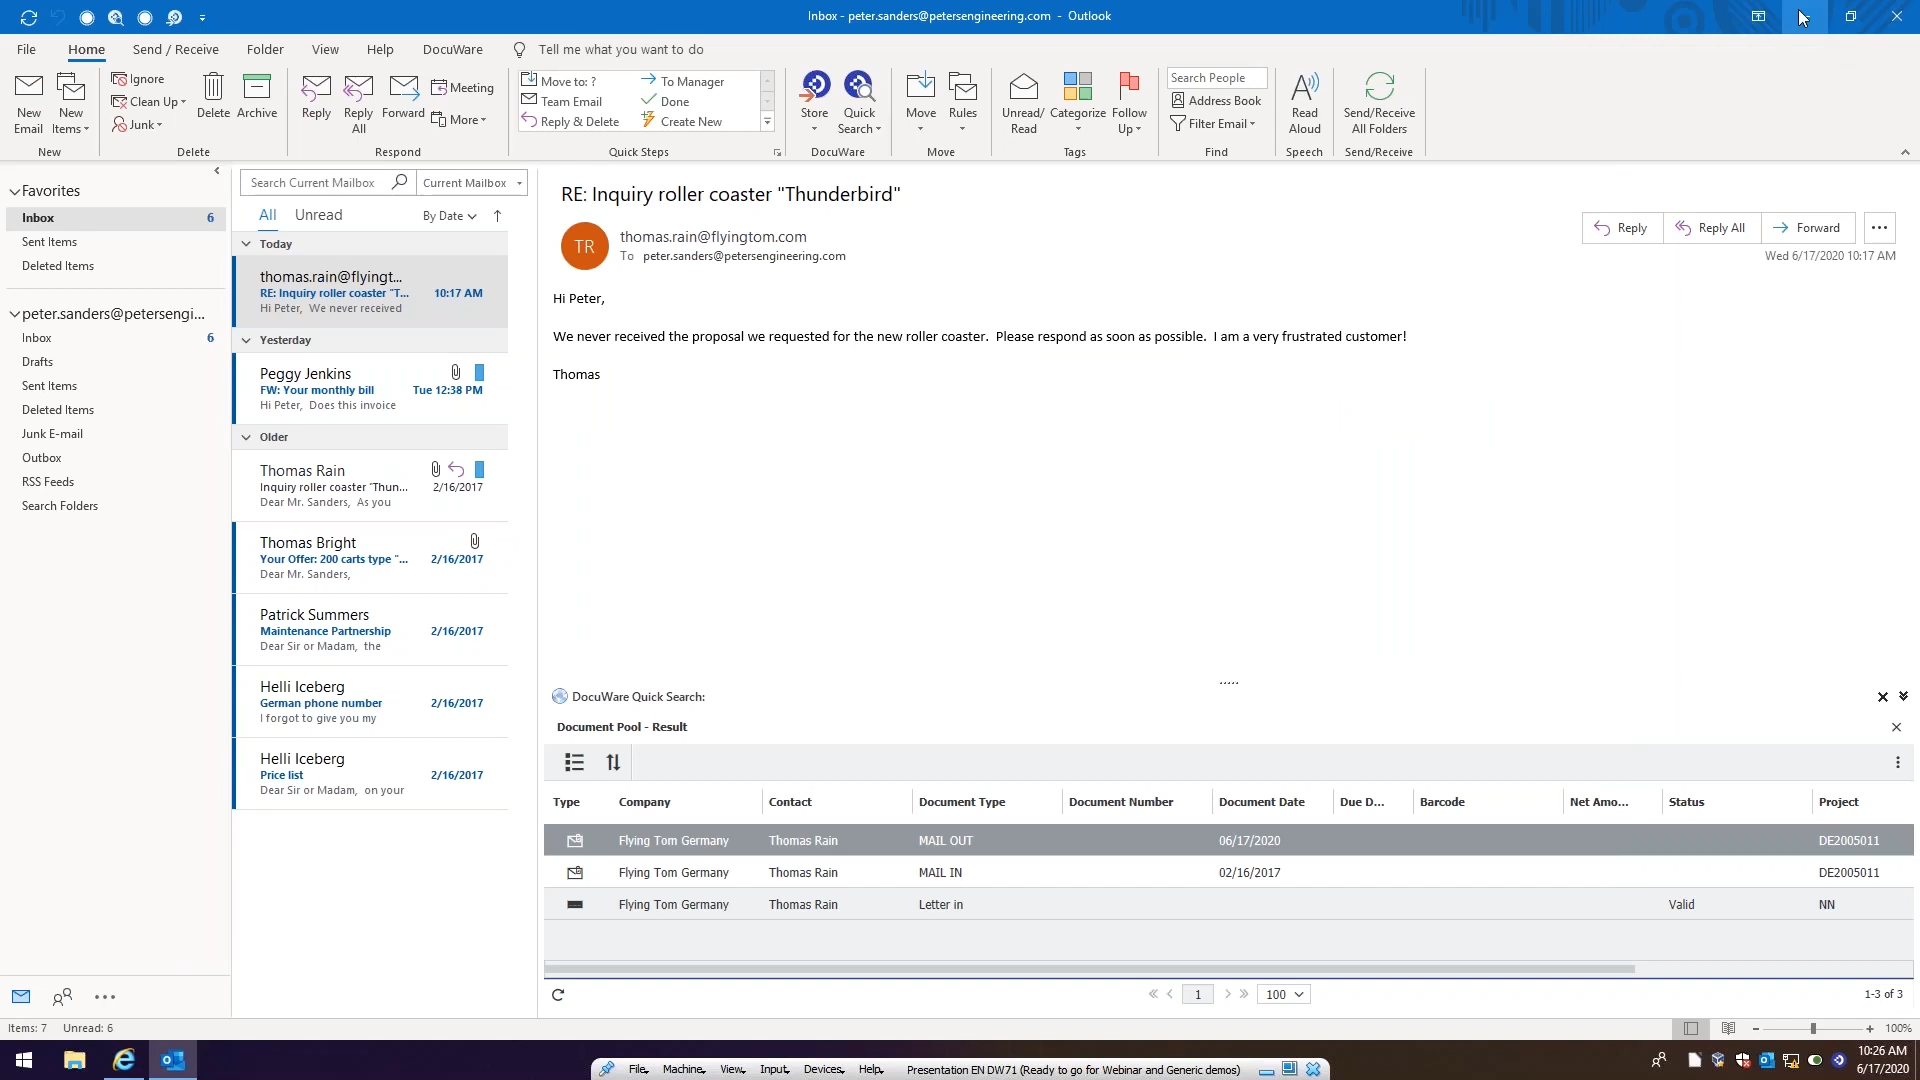 Inbox - peter.sanders@petersengineering.com - Outlook
File Home Send / Receive Folder View Help DocuWare Tell me what you want to do
New Email
New Items
New
Ignore
Clean Up
Junk
Delete
Archive
Delete
Reply
Reply All
Forward
Meeting
More
Respond
Move to: ?
Team Email
Reply & Delete
To Manager
Done
Create New
Quick Steps
Store
Quick Search
DocuWare
Move
Rules
Move
Unread/ Read
Categorize
Follow Up
Tags
Search People
Address Book
Filter Email
Find
Read Aloud
Speech
Send/Receive All Folders
Send/Receive
Favorites
Inbox 6
Sent Items
Deleted Items
peter.sanders@petersengi...
Inbox 6
Drafts
Sent Items
Deleted Items
Junk E-mail
Outbox
RSS Feeds
Search Folders
Search Current Mailbox
Current Mailbox
All Unread By Date
Today
thomas.rain@flyingt...
RE: Inquiry roller coaster "T... 10:17 AM
Hi Peter, We never received
Yesterday
Peggy Jenkins
FW: Your monthly bill Tue 12:38 PM
Hi Peter, Does this invoice
Older
Thomas Rain
Inquiry roller coaster "Thun... 2/16/2017
Dear Mr. Sanders, As you
Thomas Bright
Your Offer: 200 carts type "... 2/16/2017
Dear Mr. Sanders,
Patrick Summers
Maintenance Partnership 2/16/2017
Dear Sir or Madam, the
Helli Iceberg
German phone number 2/16/2017
I forgot to give you my
Helli Iceberg
Price list 2/16/2017
Dear Sir or Madam, on your
RE: Inquiry roller coaster "Thunderbird"
TR
thomas.rain@flyingtom.com
To peter.sanders@petersengineering.com
Reply Reply All Forward
Wed 6/17/2020 10:17 AM
Hi Peter,
We never received the proposal we requested for the new roller coaster. Please respond as soon as possible. I am a very frustrated customer!
Thomas
DocuWare Quick Search:
Document Pool - Result
Type Company Contact Document Type Document Number Document Date Due D... Barcode Net Amo... Status Project
Flying Tom Germany Thomas Rain MAIL OUT 06/17/2020 DE2005011
Flying Tom Germany Thomas Rain MAIL IN 02/16/2017 DE2005011
Flying Tom Germany Thomas Rain Letter in Valid NN
1 100 1-3 of 3
Items: 7 Unread: 6
100%
File Machine View Input Devices Help Presentation EN DW71 (Ready to go for Webinar and Generic demos)
10:26 AM
6/17/2020